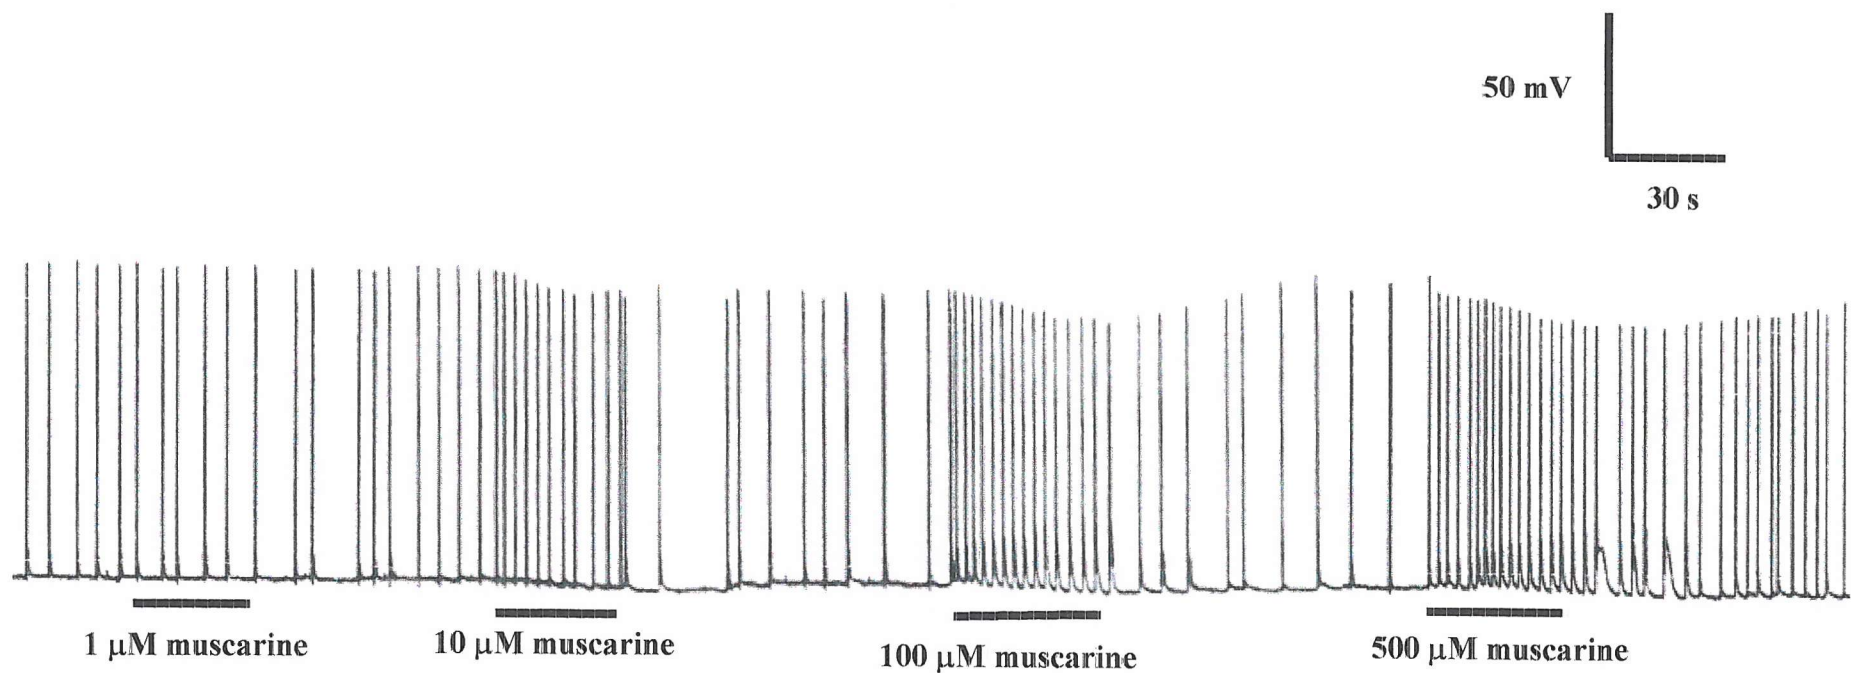 50 mV
30 s
1 μM muscarine
10 μM muscarine
100 μM muscarine
500 μM muscarine